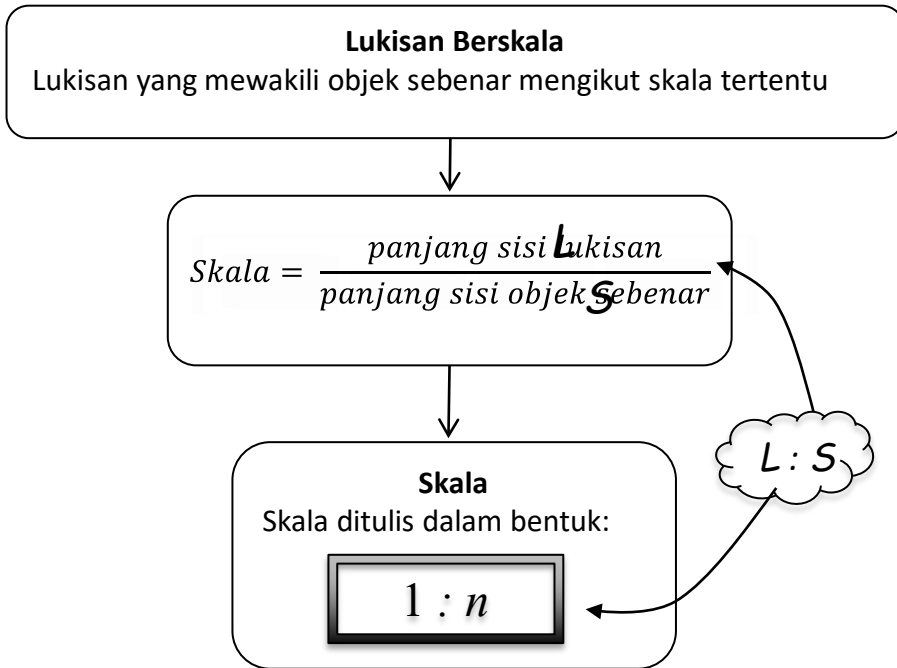 Lukisan Berskala
Lukisan yang mewakili objek sebenar mengikut skala tertentu
Skala = panjang sisi Lukisan / panjang sisi objek Sebenar
L : S
Skala
Skala ditulis dalam bentuk:
1 : n